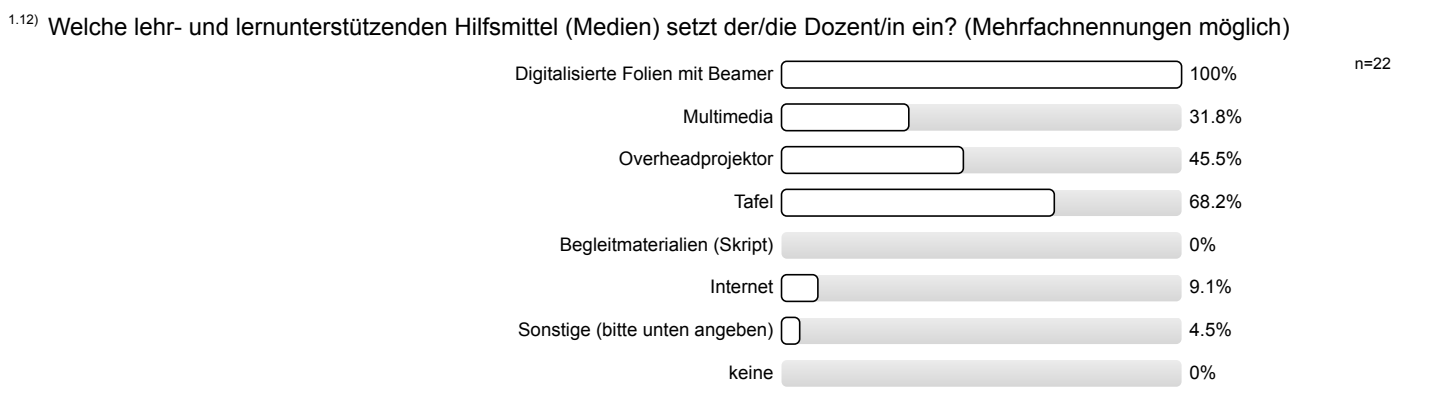 1.12) Welche lehr- und lernunterstützenden Hilfsmittel (Medien) setzt der/die Dozent/in ein? (Mehrfachnennungen möglich)
n=22
Digitalisierte Folien mit Beamer 100%
Multimedia 31.8%
Overheadprojektor 45.5%
Tafel 68.2%
Begleitmaterialien (Skript) 0%
Internet 9.1%
Sonstige (bitte unten angeben) 4.5%
keine 0%